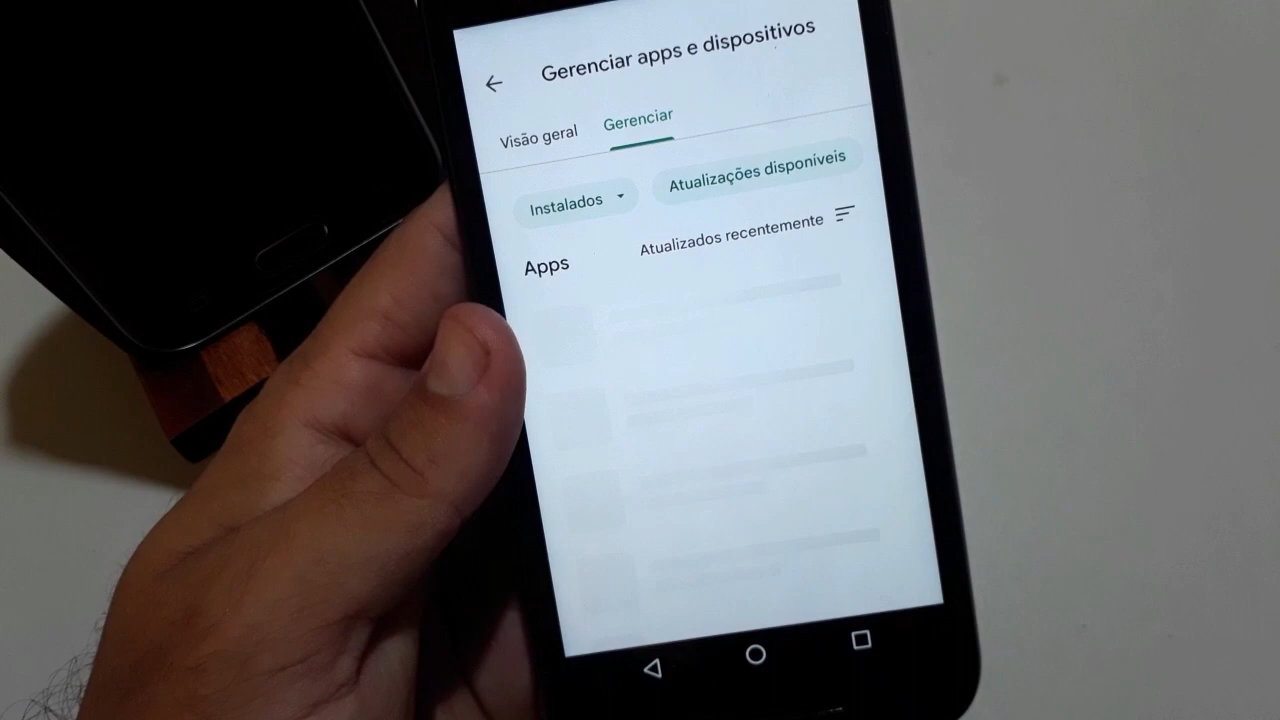 Gerenciar apps e dispositivos
Visão geral Gerenciar
Instalados Atualizações disponíveis
Apps Atualizados recentemente